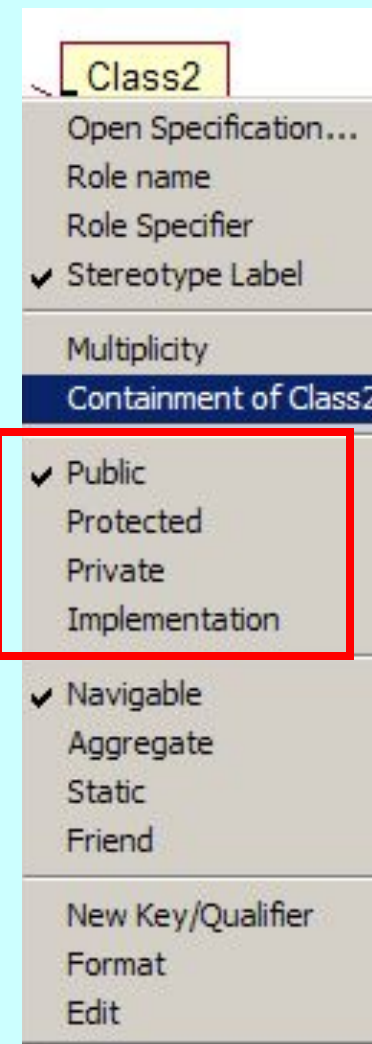 Class2
Open Specification...
Role name
Role Specifier
Stereotype Label
Multiplicity
Containment of Class2
Public
Protected
Private
Implementation
Navigable
Aggregate
Static
Friend
New Key/Qualifier
Format
Edit